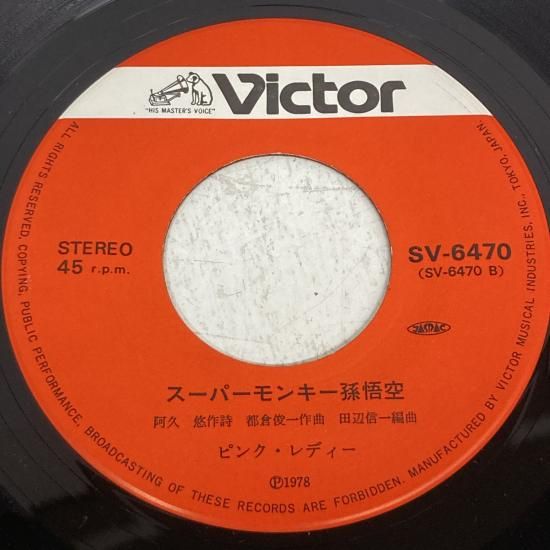 Victor
"HIS MASTER'S VOICE"
STEREO
45 r.p.m.
SV-6470
(SV-6470 B)
JASRAC
スーパーモンキー孫悟空
阿久 悠作詩 都倉俊一作曲 田辺信一編曲
ピンク・レディー
Ⓟ1978
ALL RIGHTS RESERVED. COPYING, PUBLIC PERFORMANCE, BROADCASTING OF THESE RECORDS ARE FORBIDDEN. MANUFACTURED BY VICTOR MUSICAL INDUSTRIES, INC., TOKYO, JAPAN.